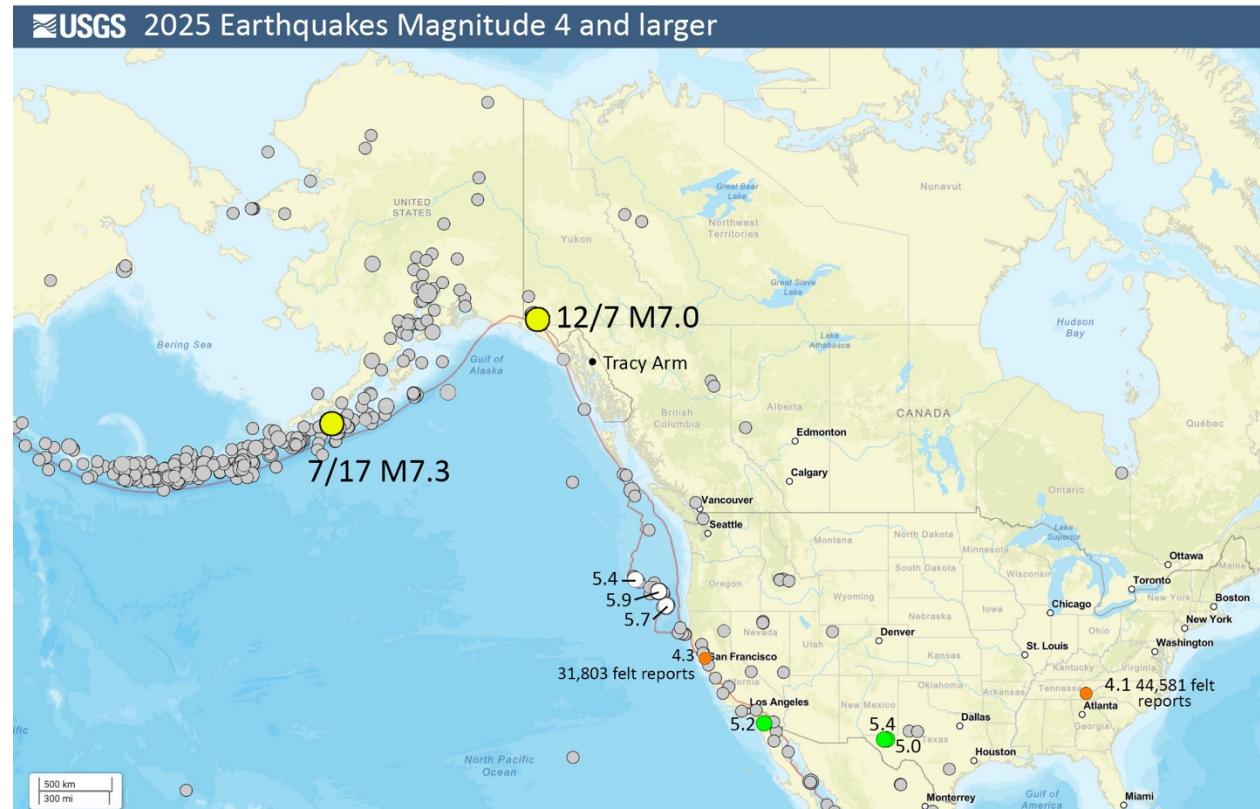 USGS 2025 Earthquakes Magnitude 4 and larger
Great Bear
Lake
Nunavut
UNITED
STATES
Northwest
Territories
Yukon
Great Slave
Lake
12/7 M7.0
Hudson
Bay
Bering Sea
Lake
Athabasca
Gulf of
Alaska
Tracy Arm
British
Columbia
Alberta
CANADA
Québec
Edmonton
7/17 M7.3
Calgary
Ontario
Vancouver
Seattle
Montana
North Dakota
Minnesota
Lake
Superior
Ottawa
Maine
5.4
Oregon
South Dakota
Wisconsin
Toronto
5.9
Wyoming
Michigan
New York
Boston
5.7
Iowa
Chicago
New York
Nebraska
Nevada
Utah
Denver
Ohio
Washington
4.3
San Francisco
Kansas
St. Louis
Kentucky
Virginia
31,803 felt reports
California
Oklahoma
Arkansas
Tennessee
4.1 44,581 felt
reports
Los Angeles
New Mexico
Atlanta
5.2
5.4
Dallas
Georgia
5.0
Texas
Houston
North Pacific
Ocean
500 km
300 mi
Monterrey
Gulf of
America
Miami